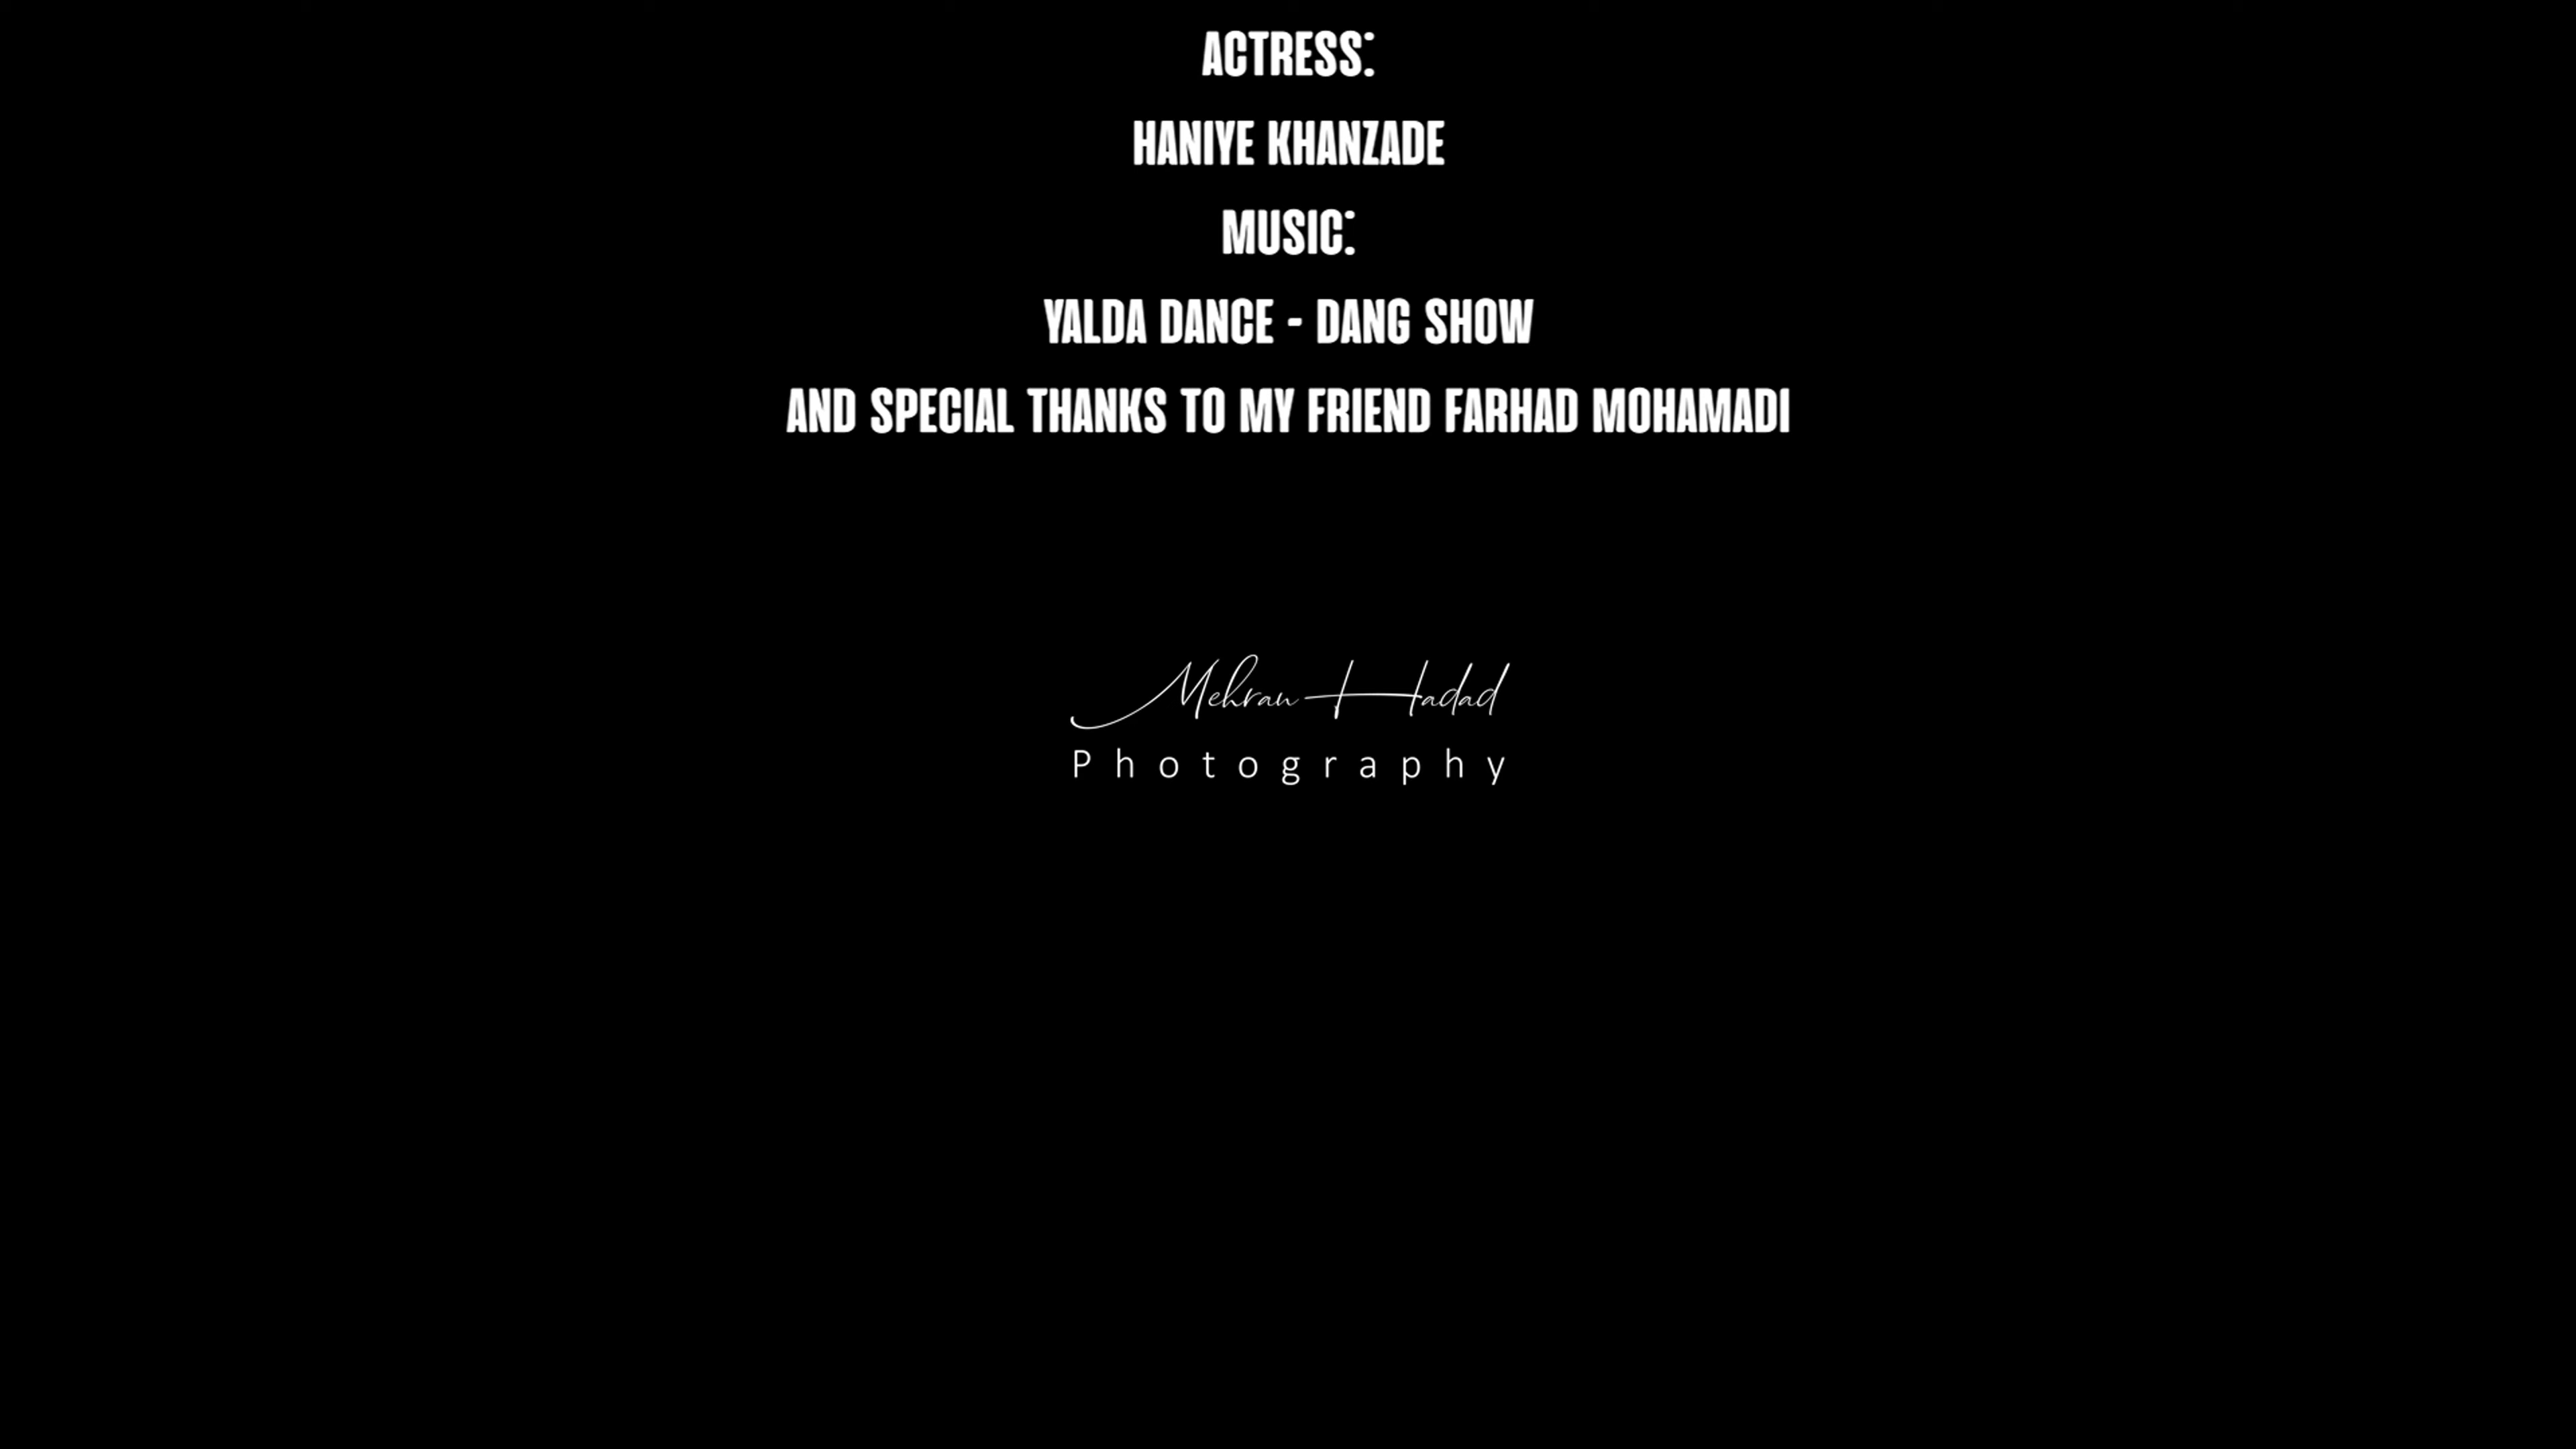 ACTRESS:
HANIYE KHANZADE
MUSIC:
YALDA DANCE - DANG SHOW
AND SPECIAL THANKS TO MY FRIEND FARHAD MOHAMADI
Mehran Hadad
Photography